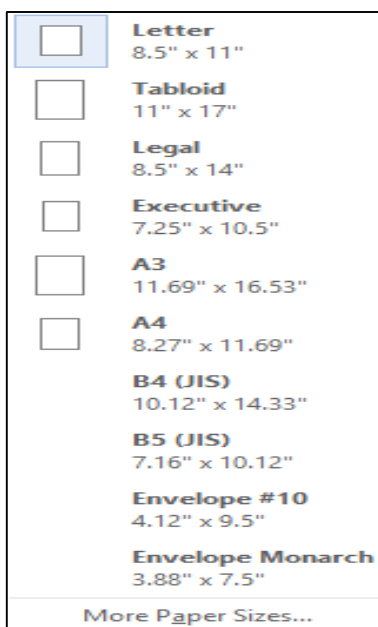 Letter
8.5" x 11"
Tabloid
11" x 17"
Legal
8.5" x 14"
Executive
7.25" x 10.5"
A3
11.69" x 16.53"
A4
8.27" x 11.69"
B4 (JIS)
10.12" x 14.33"
B5 (JIS)
7.16" x 10.12"
Envelope #10
4.12" x 9.5"
Envelope Monarch
3.88" x 7.5"
More Paper Sizes...